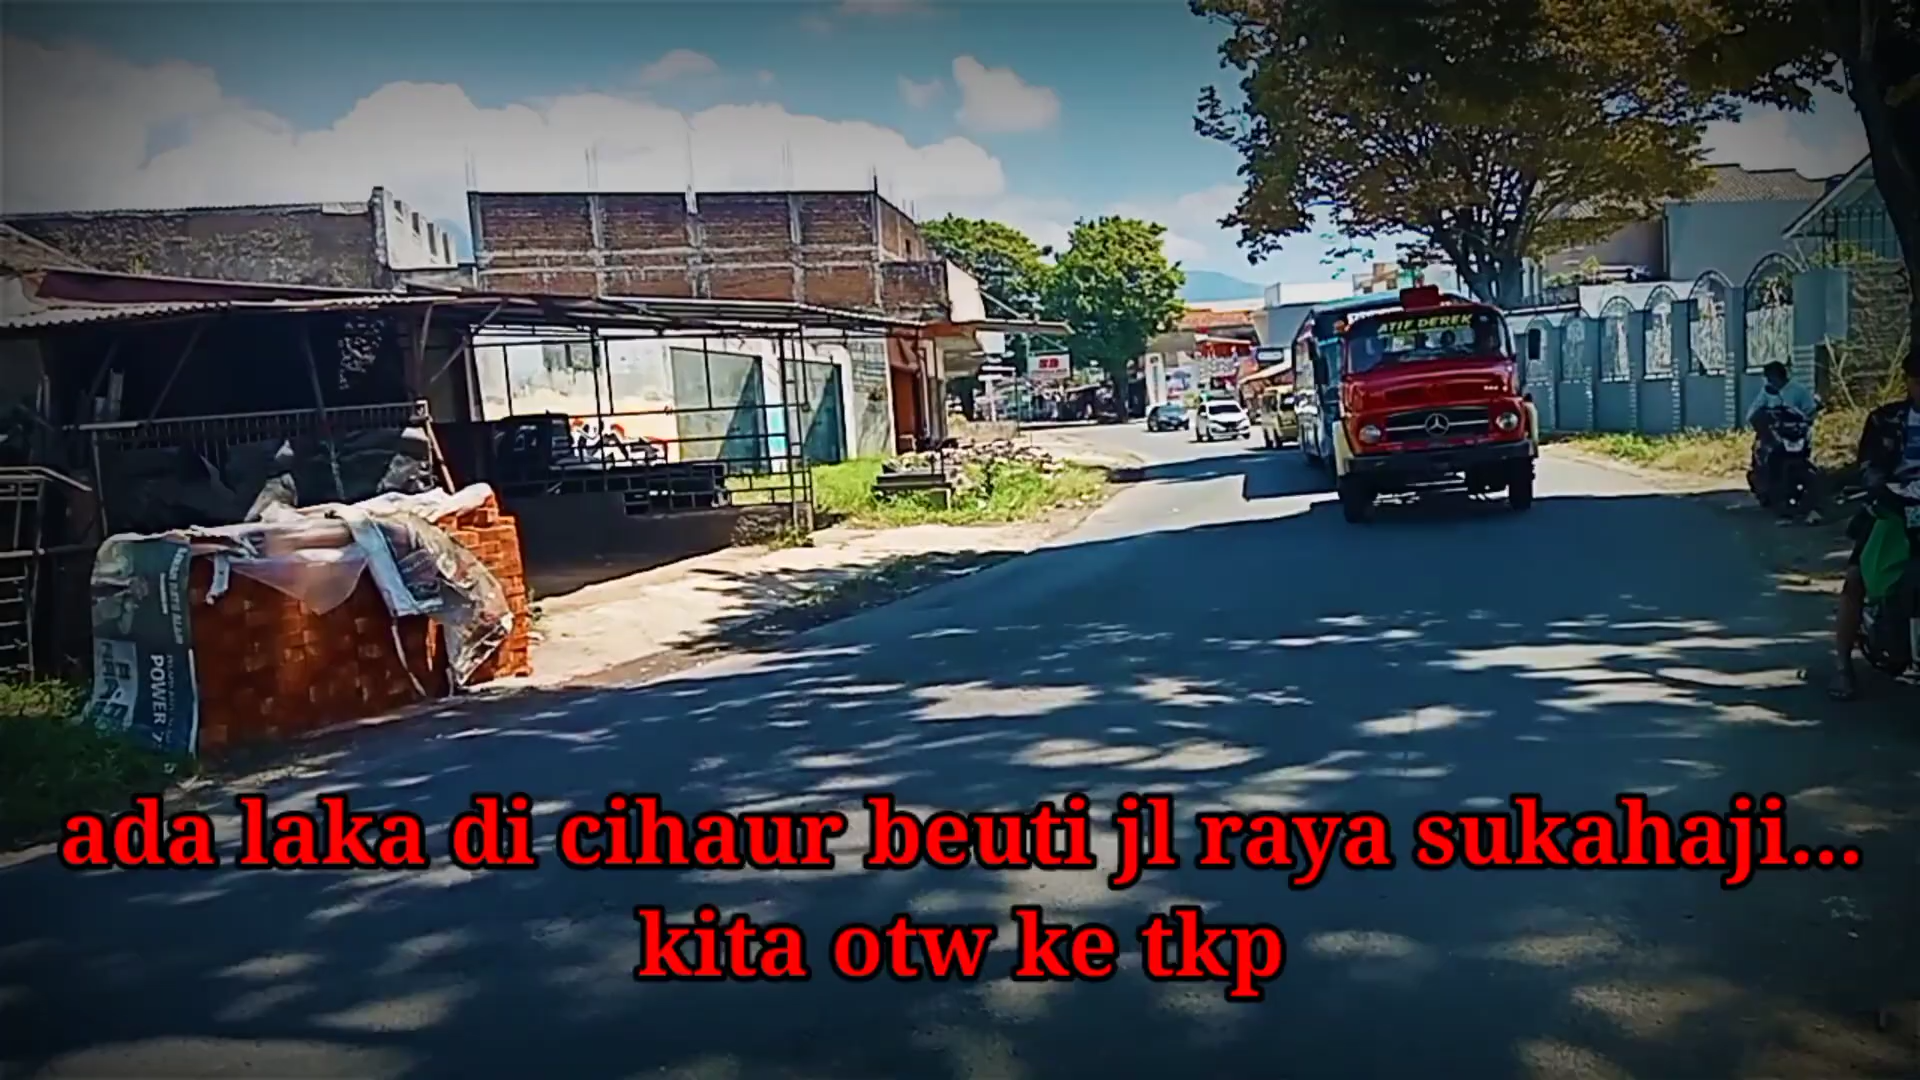 ATIF DEREK
POWER
ada laka di cihaur beuti jl raya sukahaji...
kita otw ke tkp